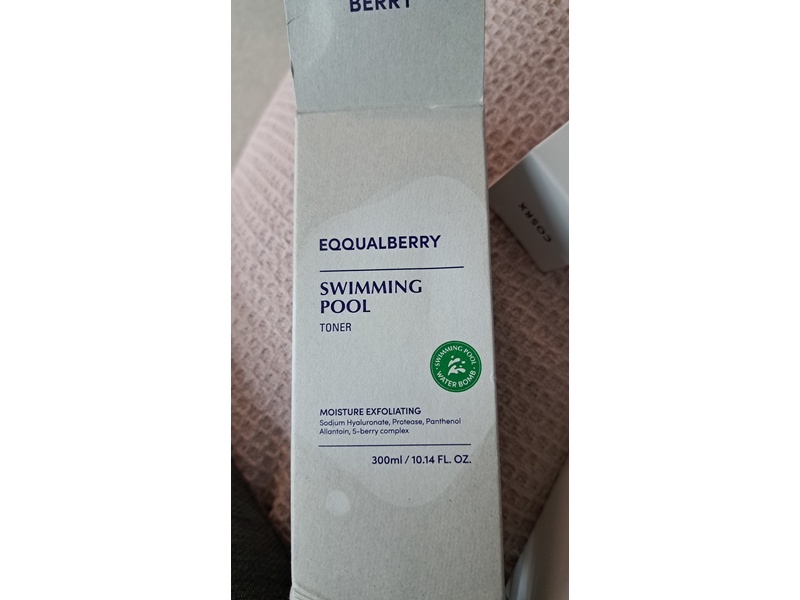 BERRY
EQQUALBERRY
SWIMMING
POOL
TONER
SWIMMING POOL
WATER BOMB
MOISTURE EXFOLIATING
Sodium Hyaluronate, Protease, Panthenol
Allantoin, 5-berry complex
300ml / 10.14 FL. OZ.
COSRX